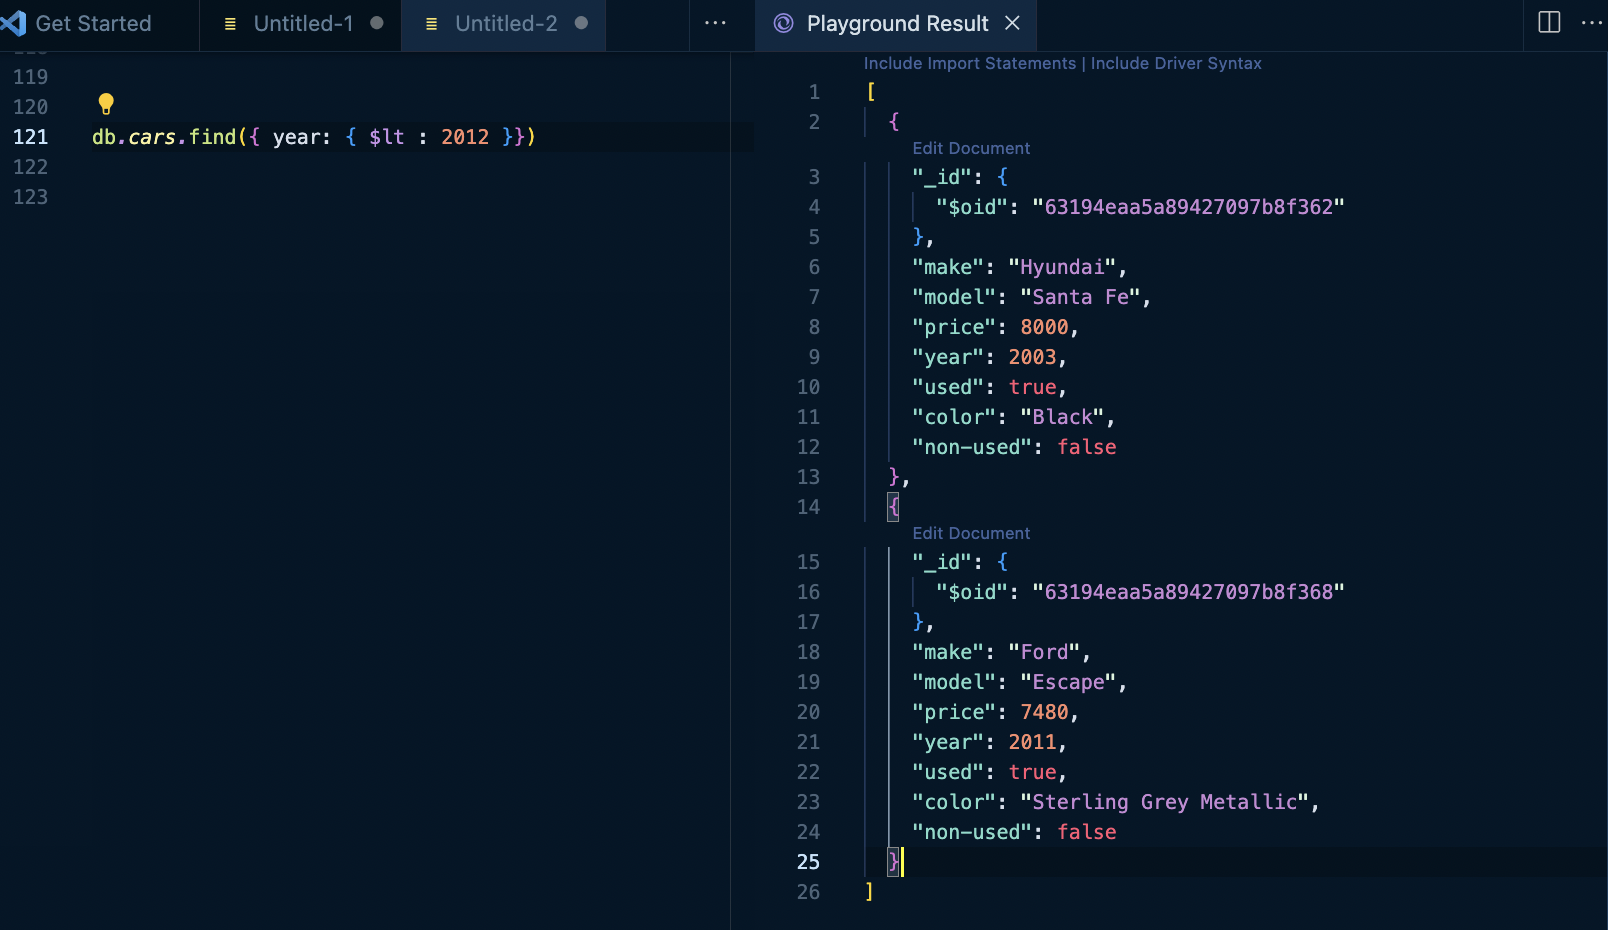 Get Started
Untitled-1
Untitled-2
...
Playground Result
...
119
120
121 db.cars.find({ year: { $lt : 2012 }})
122
123
Include Import Statements | Include Driver Syntax
1 [
2 {
Edit Document
3 "_id": {
4 "$oid": "63194eaa5a89427097b8f362"
5 },
6 "make": "Hyundai",
7 "model": "Santa Fe",
8 "price": 8000,
9 "year": 2003,
10 "used": true,
11 "color": "Black",
12 "non-used": false
13 },
14 {
Edit Document
15 "_id": {
16 "$oid": "63194eaa5a89427097b8f368"
17 },
18 "make": "Ford",
19 "model": "Escape",
20 "price": 7480,
21 "year": 2011,
22 "used": true,
23 "color": "Sterling Grey Metallic",
24 "non-used": false
25 }
26 ]